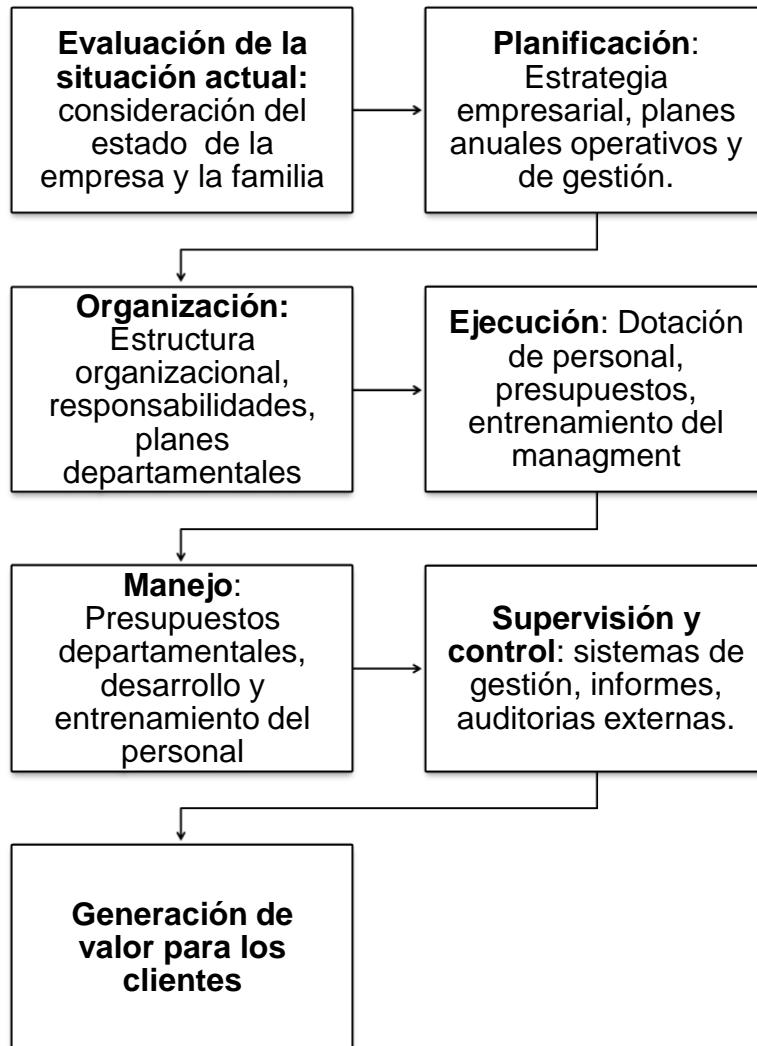 Evaluación de la
situación actual:
consideración del
estado de la
empresa y la familia
Planificación:
Estrategia
empresarial, planes
anuales operativos y
de gestión.
Organización:
Estructura
organizacional,
responsabilidades,
planes
departamentales
Ejecución: Dotación
de personal,
presupuestos,
entrenamiento del
managment
Manejo:
Presupuestos
departamentales,
desarrollo y
entrenamiento del
personal
Supervisión y
control: sistemas de
gestión, informes,
auditorias externas.
Generación de
valor para los
clientes